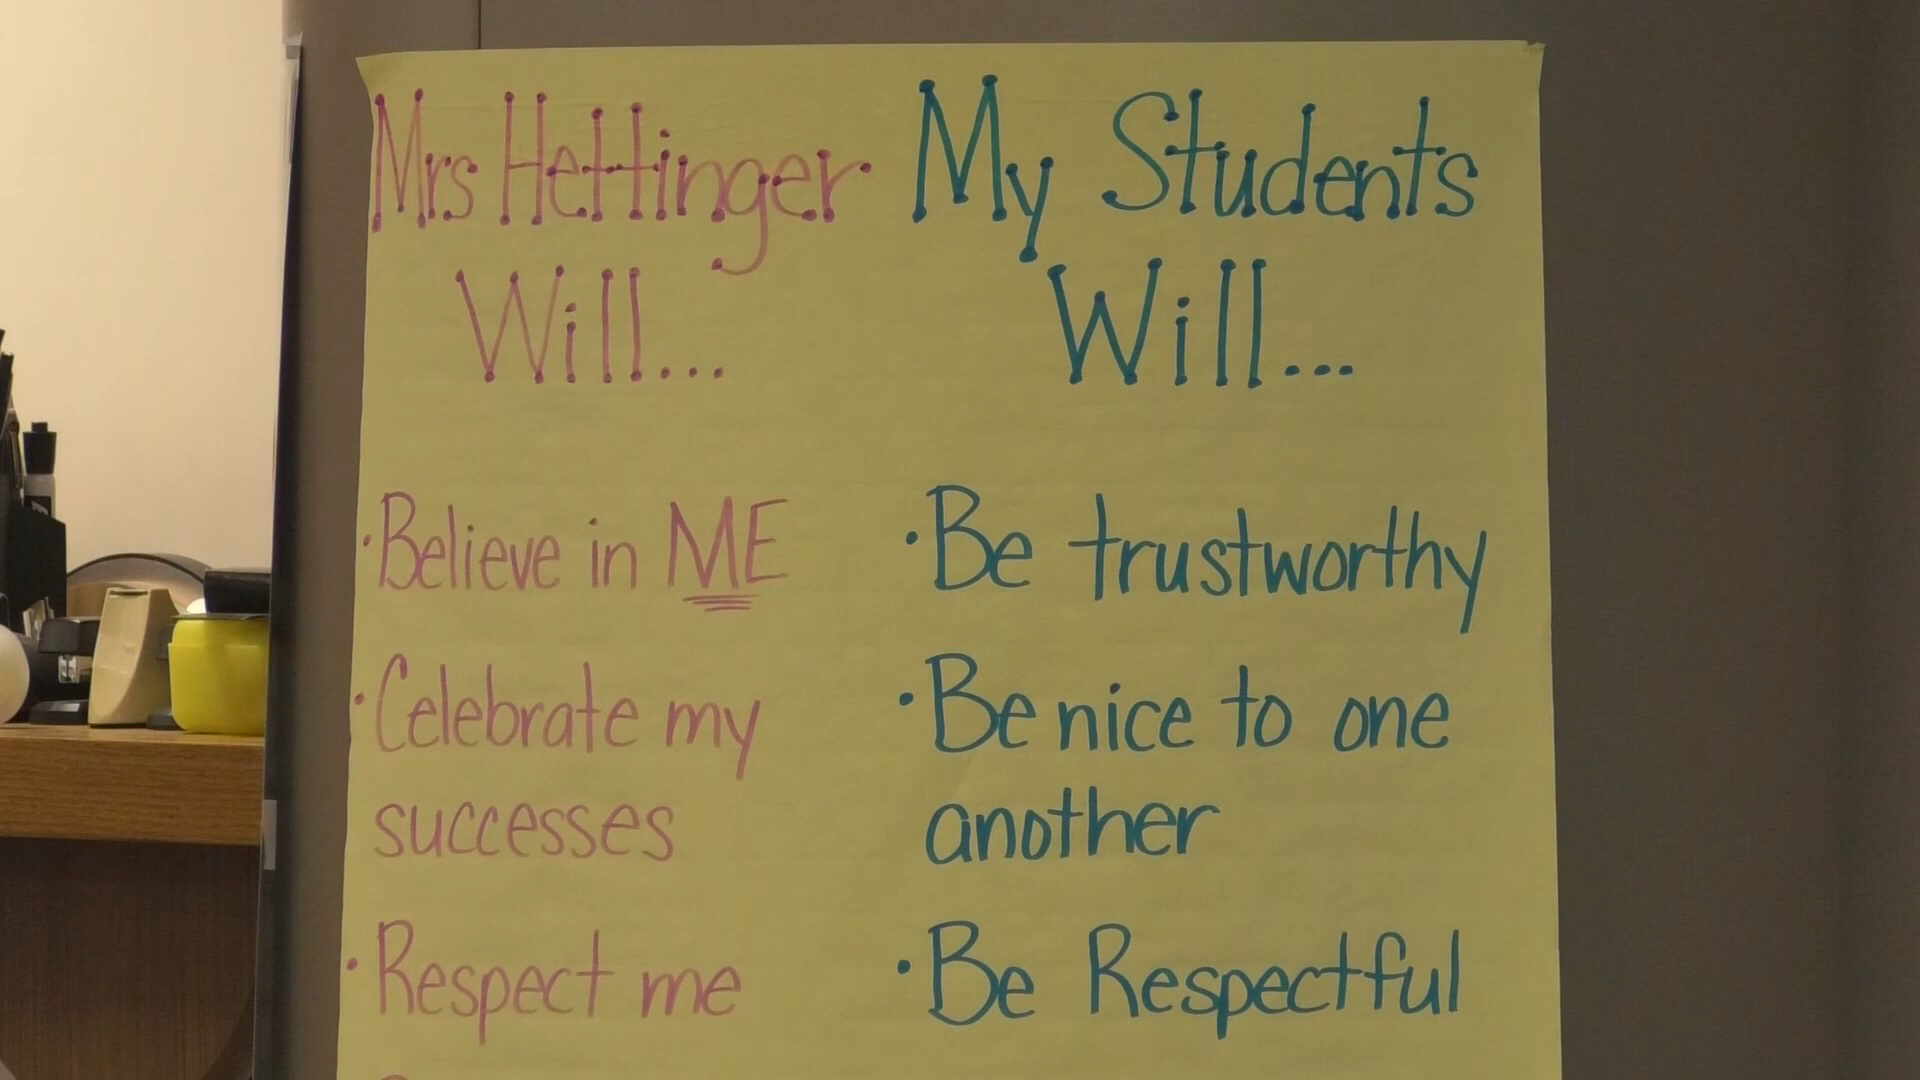 Mrs Hettinger
Will...
·Believe in ME
·Celebrate my
successes
·Respect me
My Students
Will...
·Be trustworthy
·Be nice to one
another
·Be Respectful